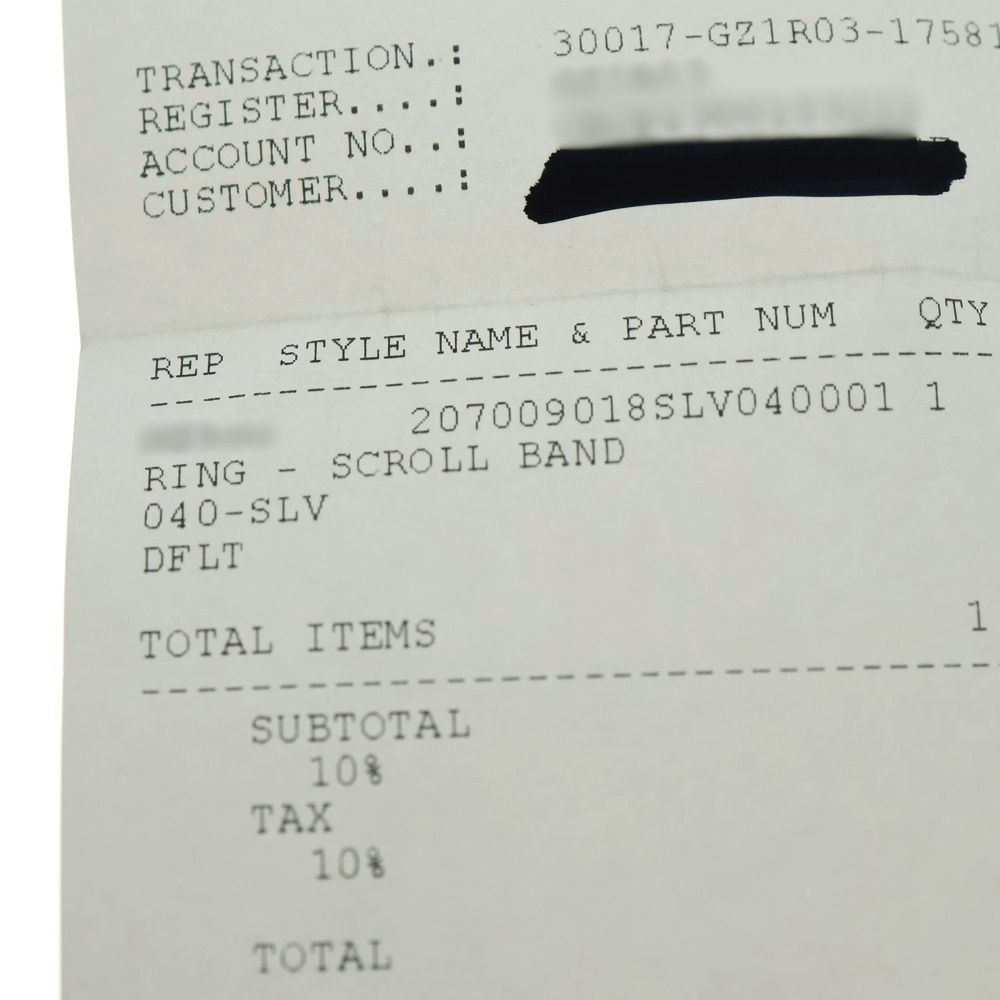 TRANSACTION.: 30017-GZ1R03-17581
REGISTER....:
ACCOUNT NO..:
CUSTOMER....:
REP STYLE NAME & PART NUM QTY
207009018SLV040001 1
RING - SCROLL BAND
040-SLV
DFLT
TOTAL ITEMS 1
SUBTOTAL
10%
TAX
10%
TOTAL